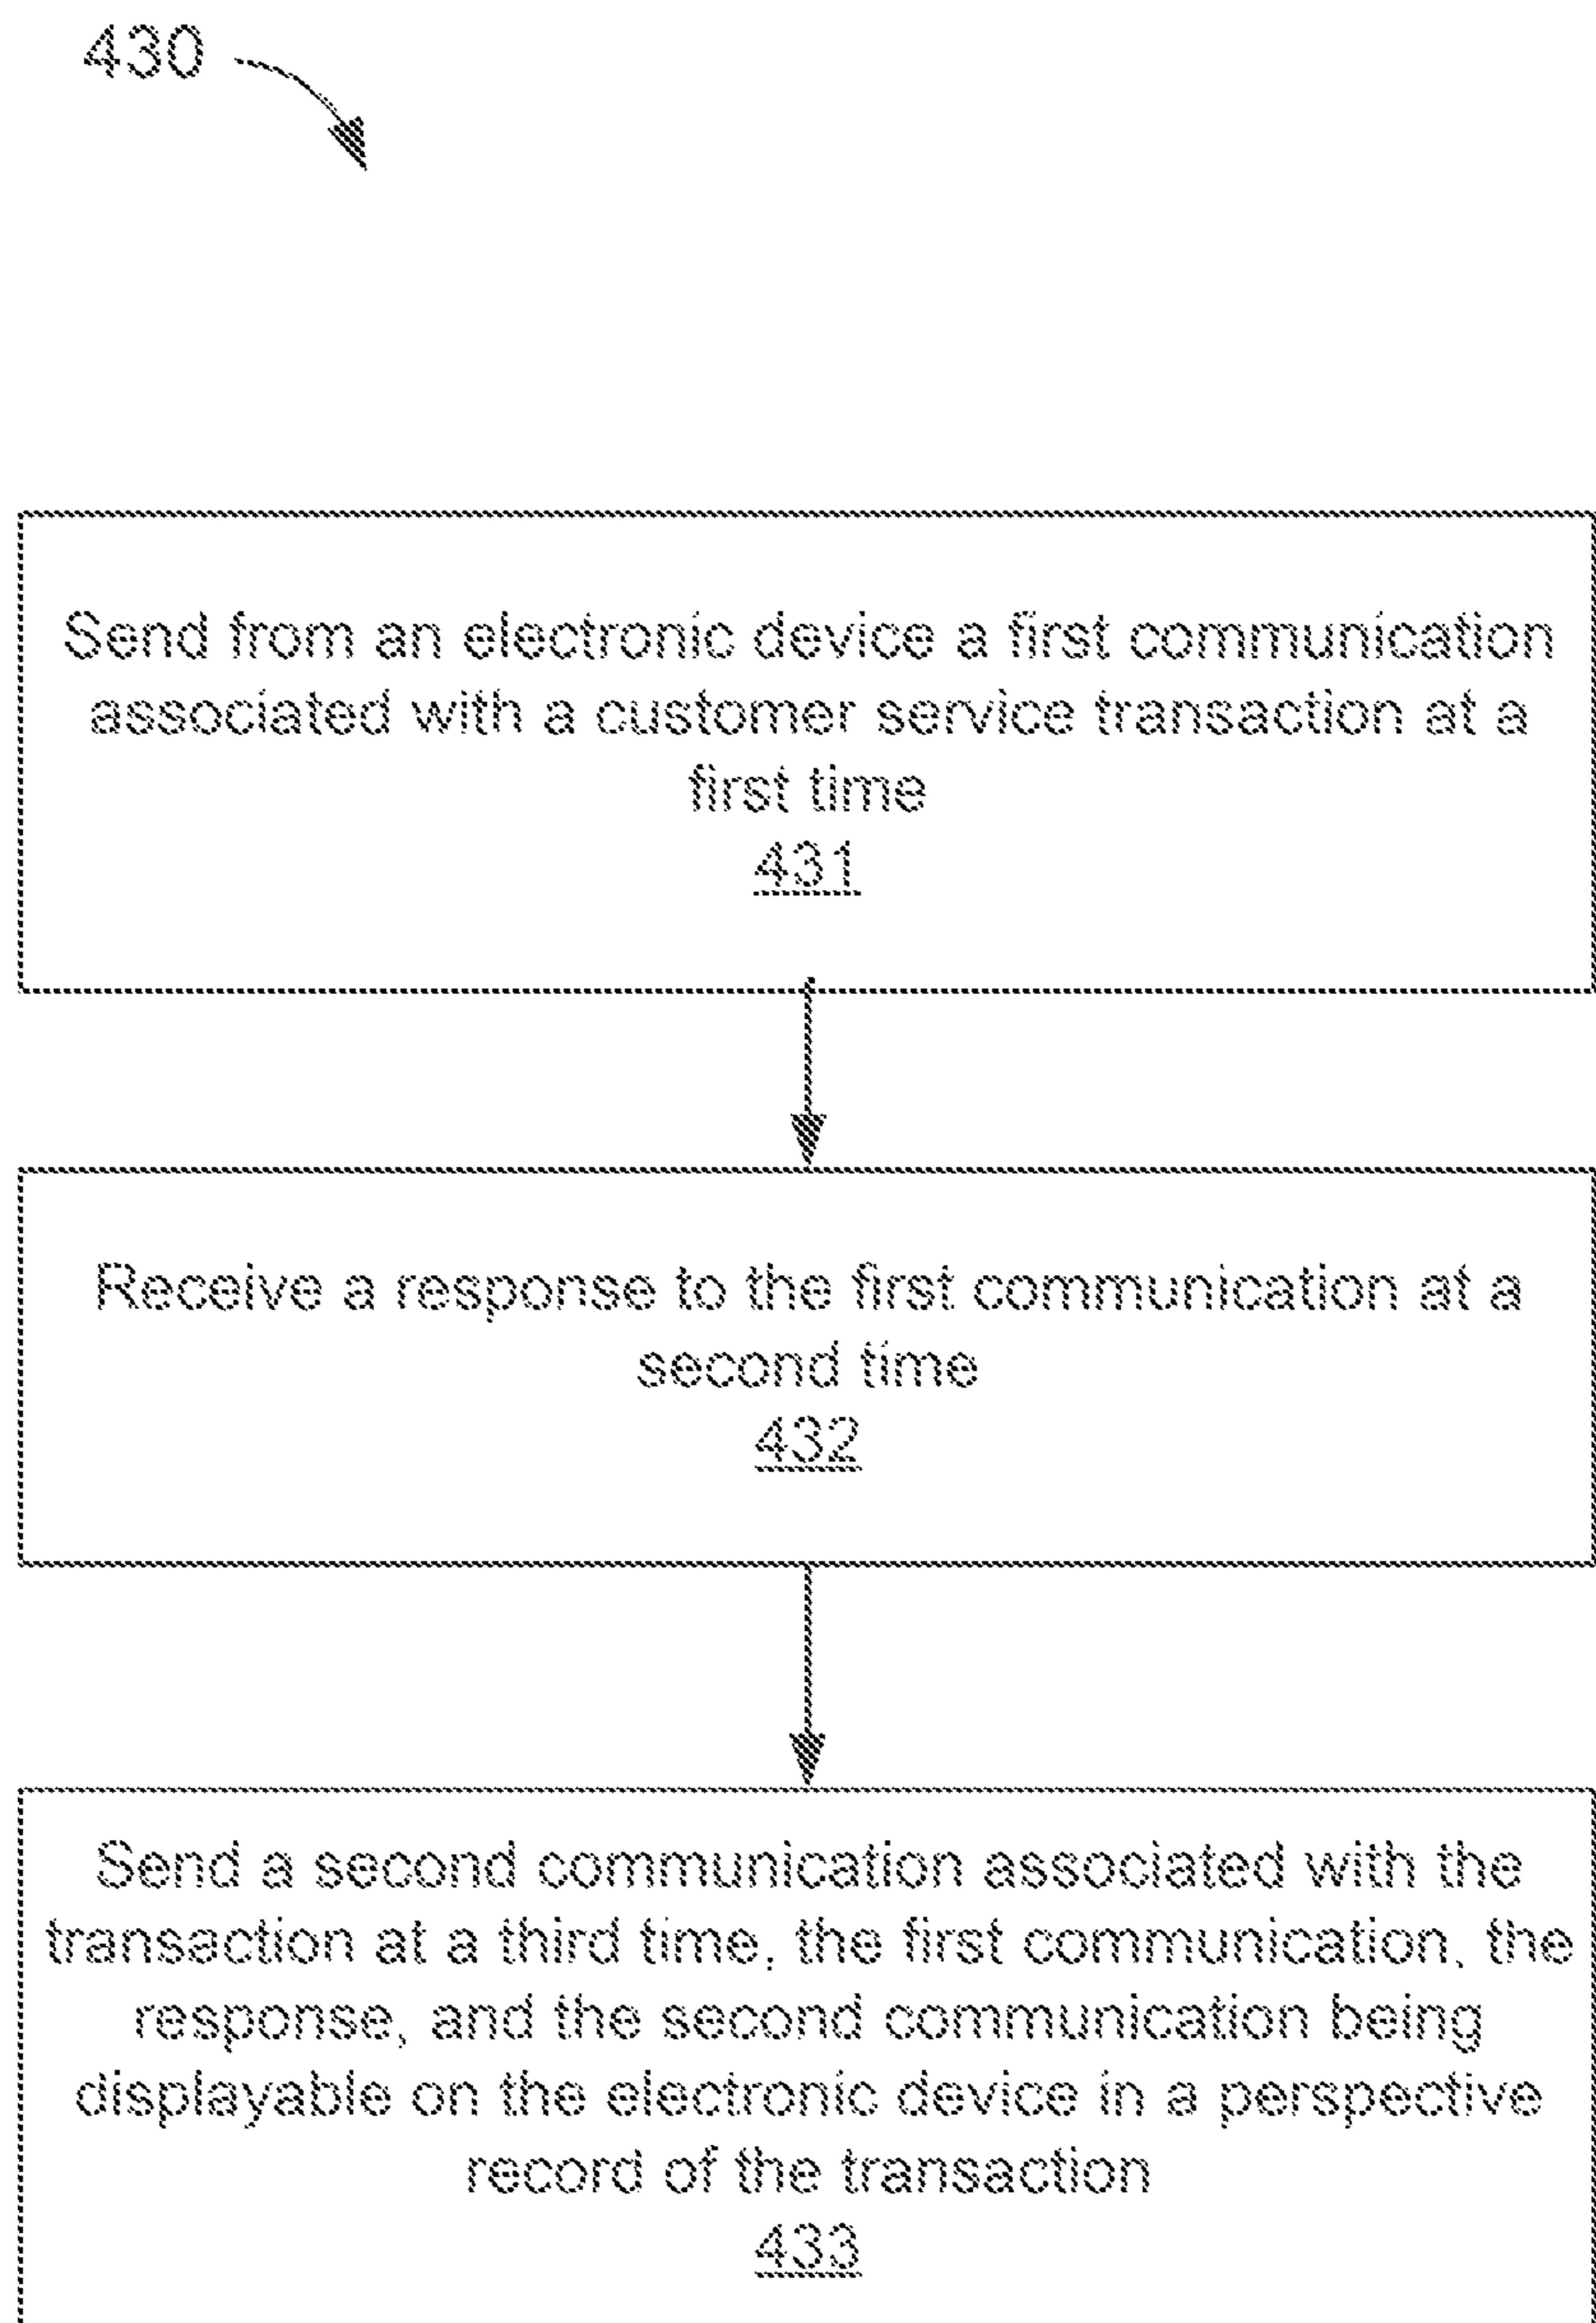 430
Send from an electronic device a first communication
associated with a customer service transaction at a
first time
431
Receive a response to the first communication at a
second time
432
Send a second communication associated with the
transaction at a third time, the first communication, the
response, and the second communication being
displayable on the electronic device in a perspective
record of the transaction
433